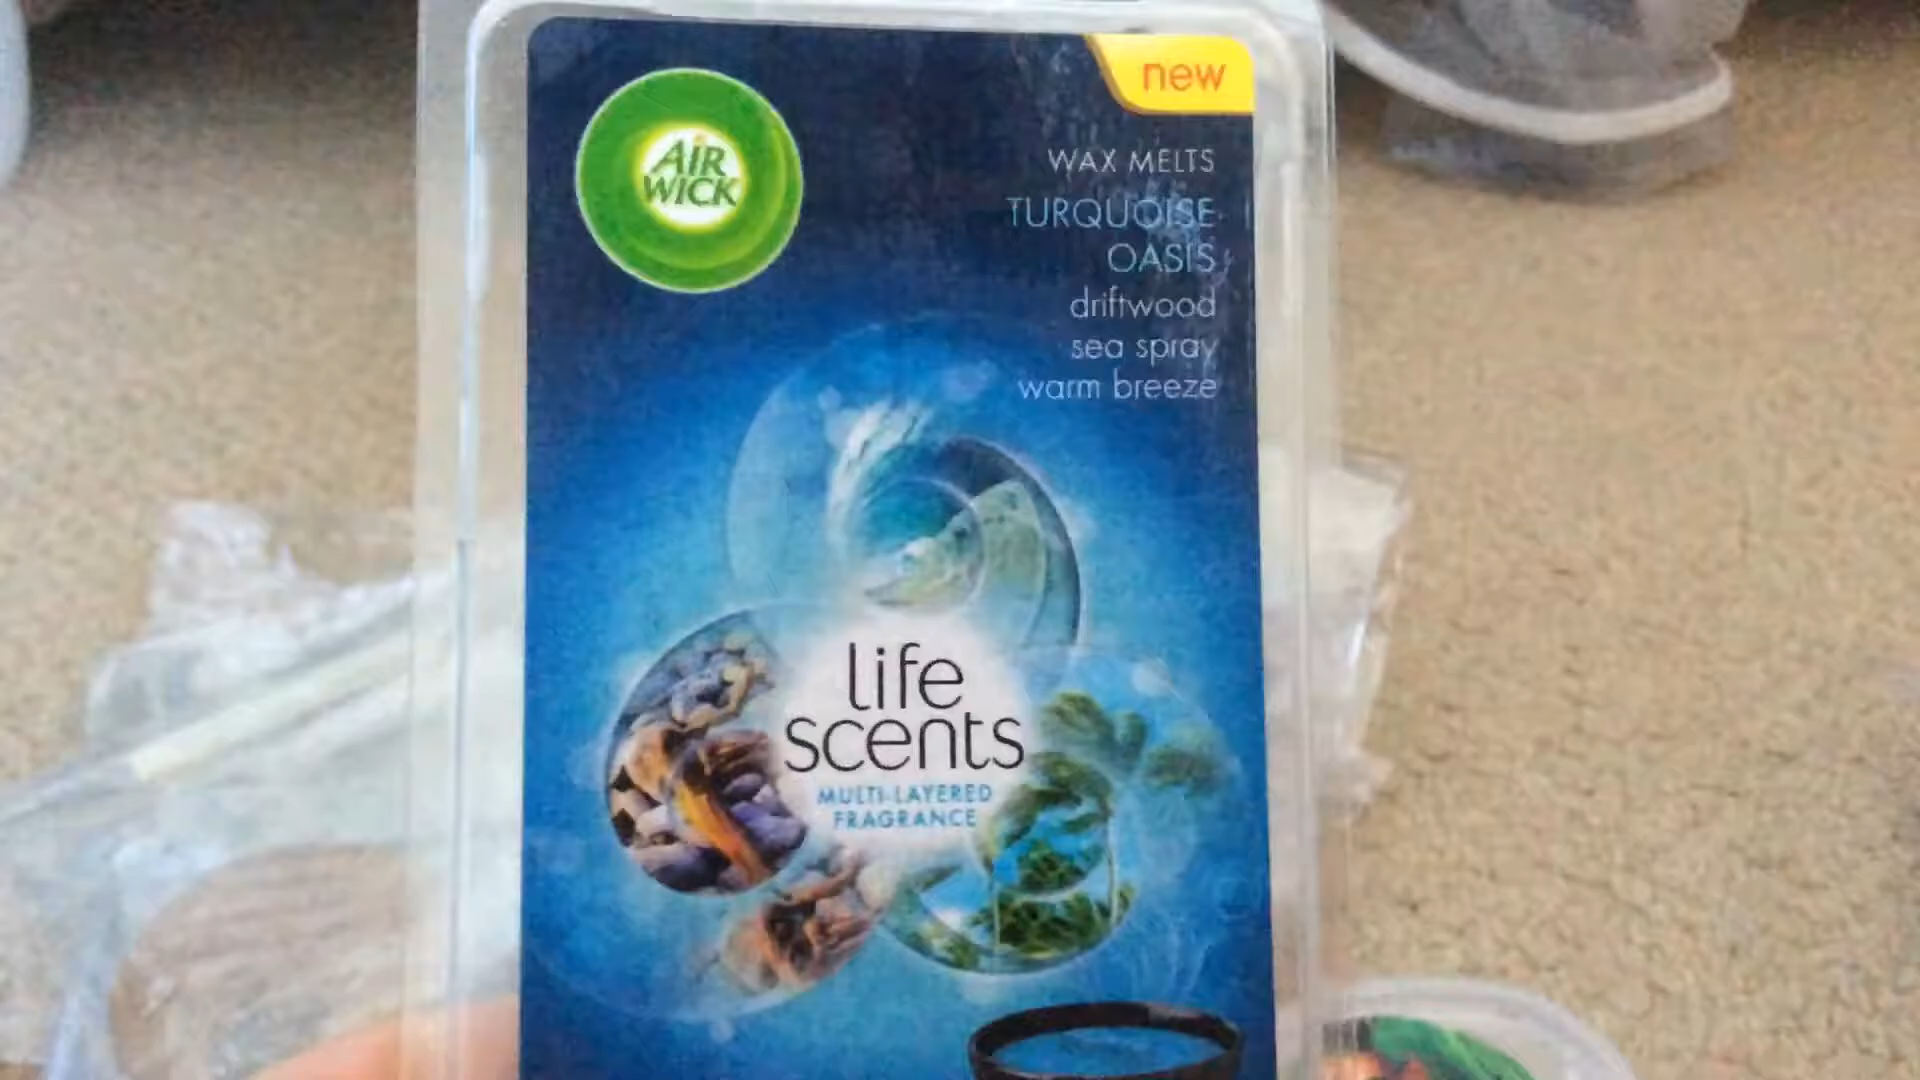 new
AIR
WICK
WAX MELTS
TURQUOISE
OASIS
driftwood
sea spray
warm breeze
life
scents
MULTI-LAYERED
FRAGRANCE